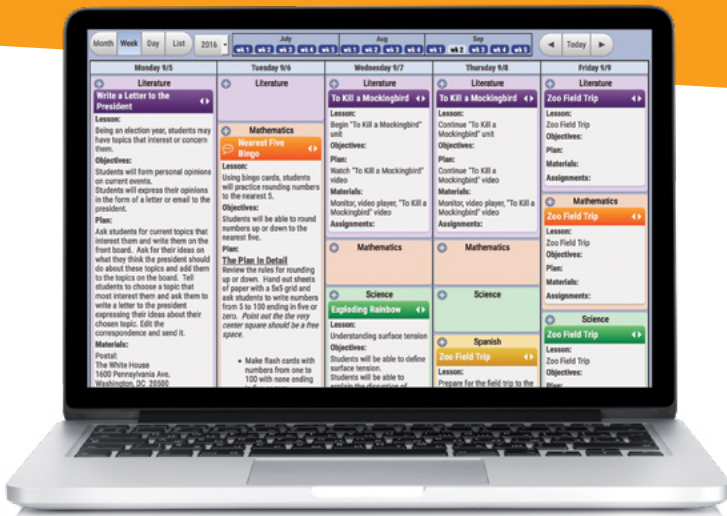 Month Week Day List 2016 July Aug Sep Today
wk 1 wk 2 wk 3 wk 4 wk 5 wk 1 wk 2 wk 3 wk 4 wk 1 wk 2 wk 3 wk 4 wk 5
Monday 9/5
Literature
Write a Letter to the
President
Lesson:
Being an election year, students may
have topics that interest or concern
them.
Objectives:
Students will form personal opinions
on current events.
Students will express their opinions
in the form of a letter or email to the
president.
Plan:
Ask students for current topics that
interest them and write them on the
front board. Ask for their ideas on
what they think the president should
do about these topics and add them
to the topics on the board. Tell
students to choose a topic that
most interest them and ask them to
write a letter to the president
expressing their ideas about their
chosen topic. Edit the
correspondence and send it.
Materials:
Postal:
The White House
1600 Pennsylvania Ave.
Washington, DC 20500
Tuesday 9/6
Literature
Mathematics
Nearest Five
Bingo
Lesson:
Using bingo cards, students
will practice rounding numbers
to the nearest 5.
Objectives:
Students will be able to round
numbers up or down to the
nearest five.
Plan:
The Plan In Detail
Review the rules for rounding
up or down. Hand out sheets
of paper with a 5x5 grid and
ask students to write numbers
from 5 to 100 ending in five or
zero. Point out the the very
center square should be a free
space.
• Make flash cards with
numbers from one to
100 with none ending
Wednesday 9/7
Literature
To Kill a Mockingbird
Lesson:
Begin "To Kill a Mockingbird"
unit
Objectives:
Plan:
Watch "To Kill a Mockingbird"
video
Materials:
Monitor, video player, "To Kill a
Mockingbird" video
Assignments:
Mathematics
Science
Exploding Rainbow
Lesson:
Understanding surface tension
Objectives:
Students will be able to define
surface tension.
Students will be able to
explain the disruption of
Thursday 9/8
Literature
To Kill a Mockingbird
Lesson:
Continue "To Kill a
Mockingbird" unit
Objectives:
Plan:
Continue "To Kill a
Mockingbird" video
Materials:
Monitor, video player, "To Kill a
Mockingbird" video
Assignments:
Mathematics
Science
Spanish
Zoo Field Trip
Lesson:
Prepare for the field trip to the
Friday 9/9
Literature
Zoo Field Trip
Lesson:
Zoo Field Trip
Objectives:
Plan:
Materials:
Assignments:
Mathematics
Zoo Field Trip
Lesson:
Zoo Field Trip
Objectives:
Plan:
Materials:
Assignments:
Science
Zoo Field Trip
Lesson:
Zoo Field Trip
Objectives:
Plan: